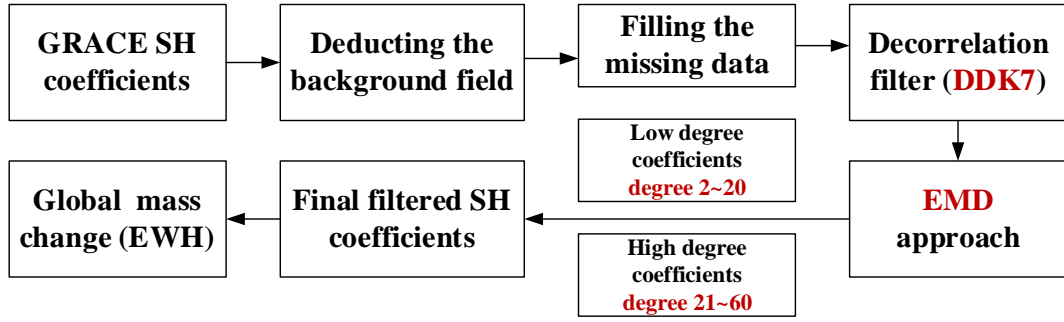 GRACE SH
coefficients
Deducting the
background field
Filling the
missing data
Decorrelation
filter (DDK7)
EMD
approach
Low degree
coefficients
degree 2~20
High degree
coefficients
degree 21~60
Final filtered SH
coefficients
Global mass
change (EWH)